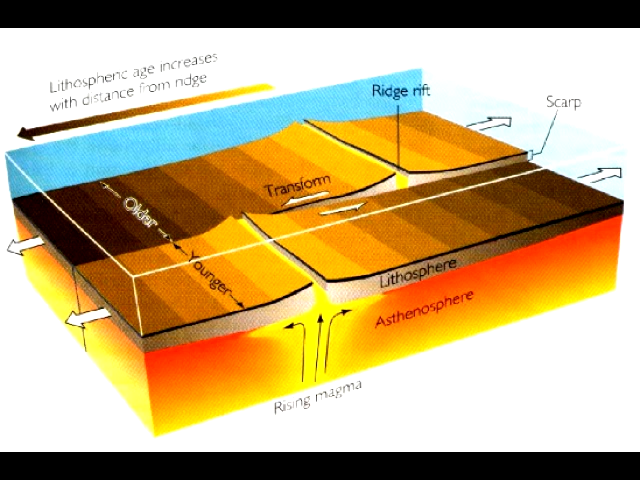 Lithospheric age increases
with distance from ridge
Ridge rift
Scarp
Transform
Older
Younger
Lithosphere
Asthenosphere
Rising magma